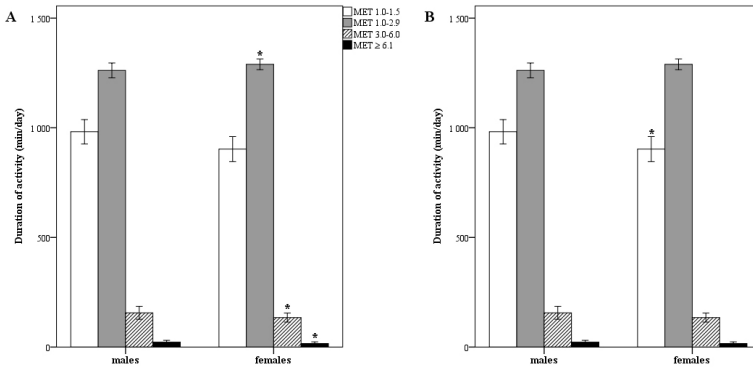 A
MET 1.0-1.5
MET 1.0-2.9
MET 3.0-6.0
MET ≥ 6.1
Duration of activity (min/day)
1 500
1 000
500
0
*
*
*
males
females
B
Duration of activity (min/day)
1 500
1 000
500
0
*
males
females